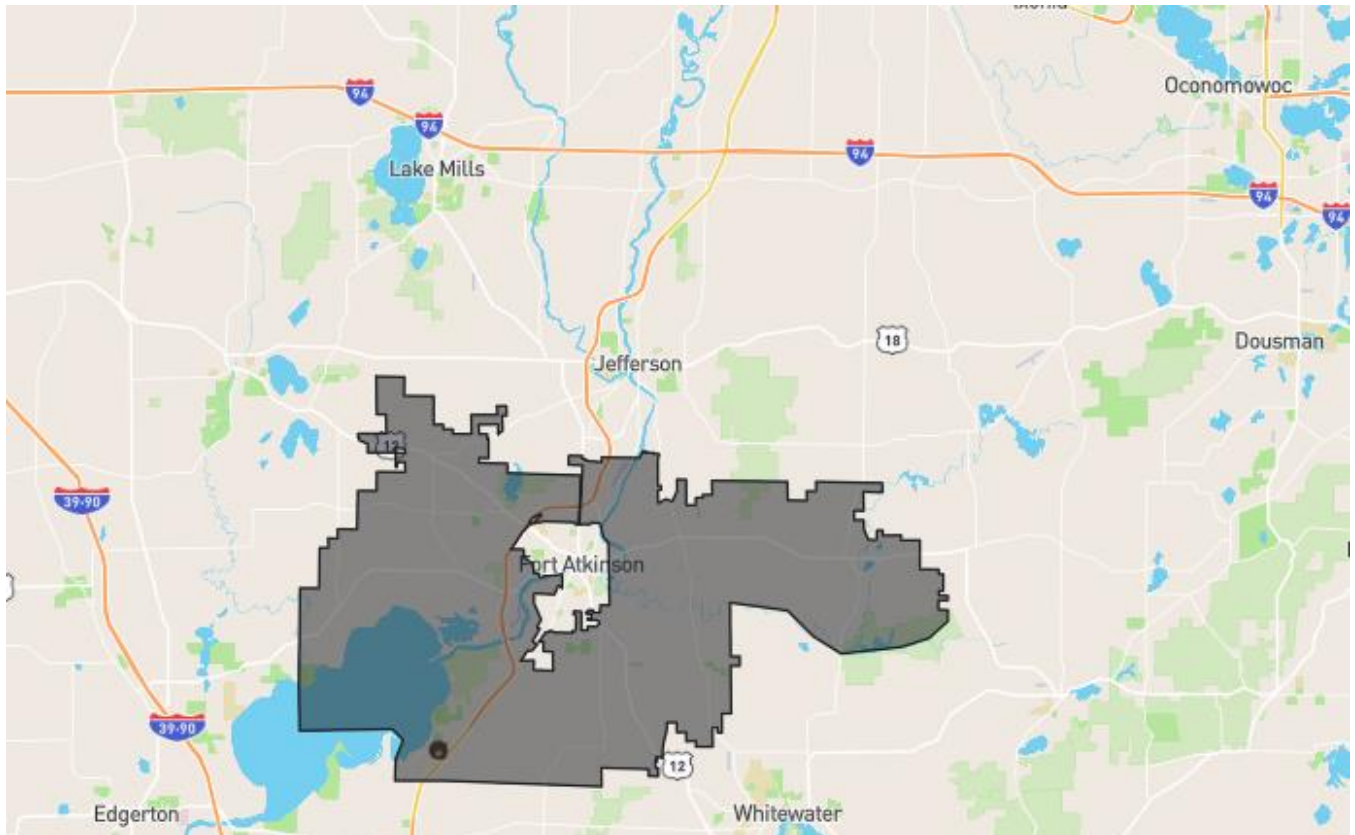 Oconomowoc
94
94
94
Lake Mills
94
94
18
Dousman
Jefferson
12
39-90
Fort Atkinson
39-90
12
Edgerton
Whitewater